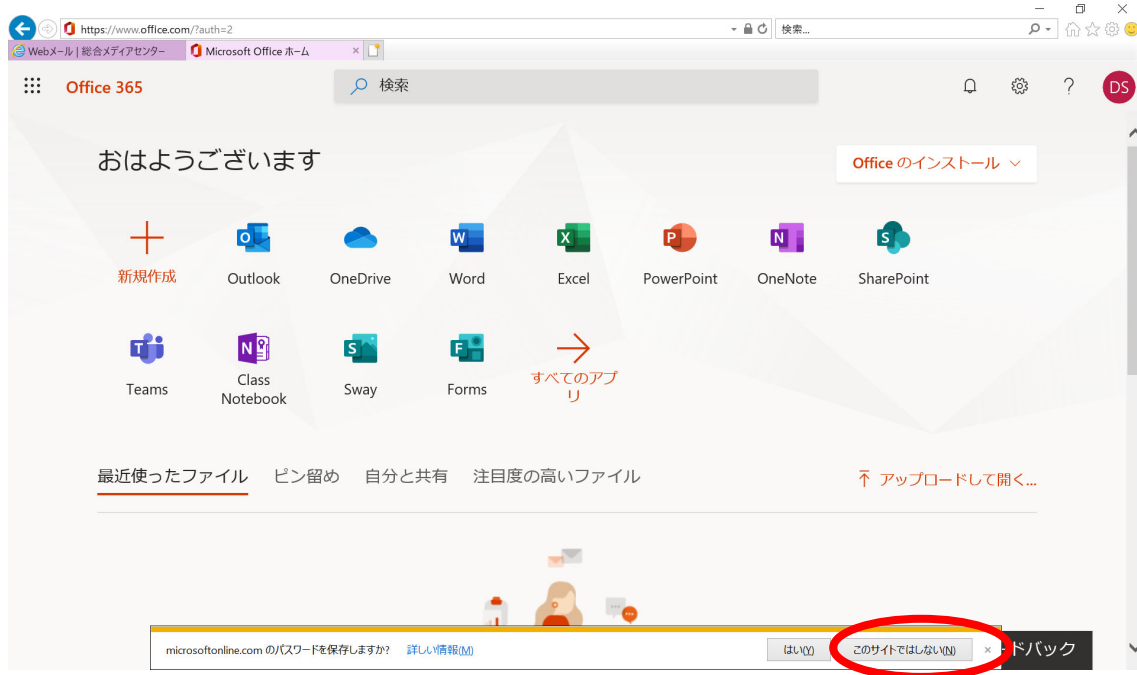 https://www.office.com/?auth=2
検索...
Webメール | 総合メディアセンター
Microsoft Office ホーム
Office 365
検索
?
DS
おはようございます
Office のインストール
新規作成
Outlook
OneDrive
Word
Excel
PowerPoint
OneNote
SharePoint
Teams
Class
Notebook
Sway
Forms
すべてのアプ
リ
最近使ったファイル
ピン留め
自分と共有
注目度の高いファイル
アップロードして開く...
microsoftonline.com のパスワードを保存しますか?
詳しい情報(M)
はい(Y)
このサイトではしない(N)
×
ドバック